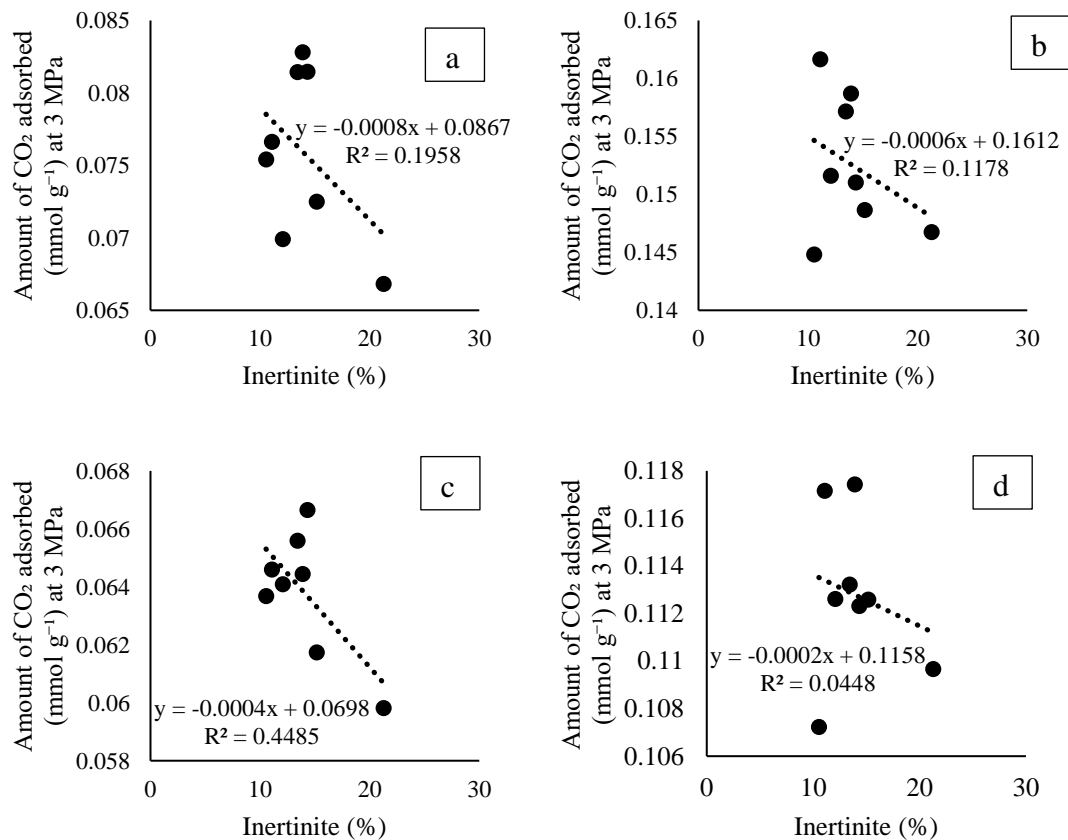 a
Amount of CO₂ adsorbed
(mmol g⁻¹) at 3 MPa
0.085
0.08
0.075
0.07
0.065
y = -0.0008x + 0.0867
R² = 0.1958
0
10
20
30
Inertinite (%)
b
Amount of CO₂ adsorbed
(mmol g⁻¹) at 3 MPa
0.165
0.16
0.155
0.15
0.145
0.14
y = -0.0006x + 0.1612
R² = 0.1178
0
10
20
30
Inertinite (%)
c
Amount of CO₂ adsorbed
(mmol g⁻¹) at 3 MPa
0.068
0.066
0.064
0.062
0.06
0.058
y = -0.0004x + 0.0698
R² = 0.4485
0
10
20
30
Inertinite (%)
d
Amount of CO₂ adsorbed
(mmol g⁻¹) at 3 MPa
0.118
0.116
0.114
0.112
0.11
0.108
0.106
y = -0.0002x + 0.1158
R² = 0.0448
0
10
20
30
Inertinite (%)